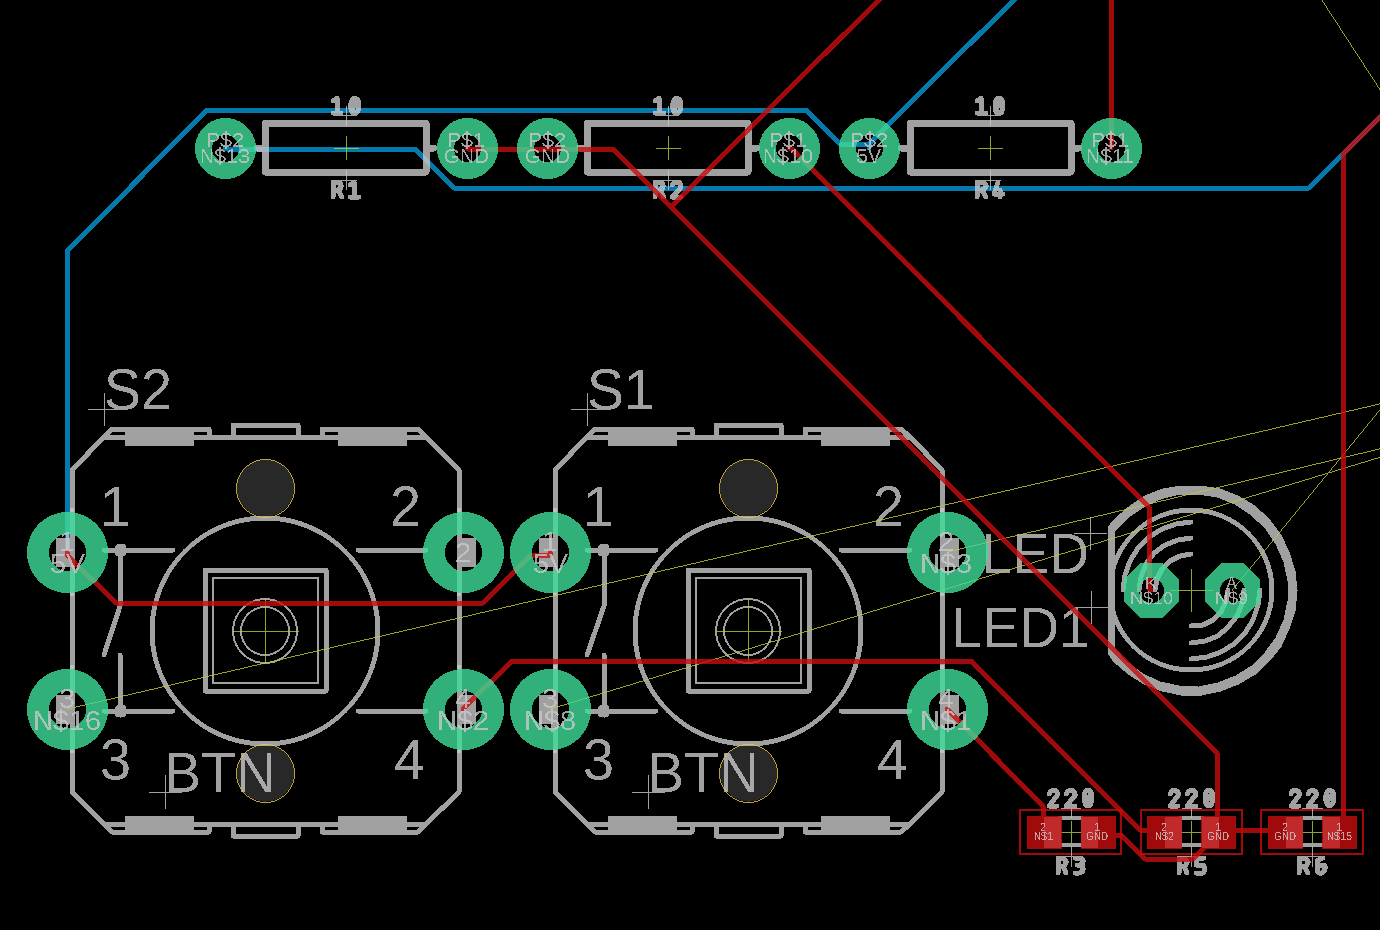 10 10 10
P$2 P$1 P$2 P$1 P$2 P$1
N$13 GND GND N$10 5V N$11
R1 R2 R4
S2 S1
1 2 1 2
1 2 1 2
5V 5V N$3 LED
K A
N$10 N$9
LED1
3 4 3 4
N$16 N$2 N$8 N$1
3 BTN 4 3 BTN 4
220 220 220
2 1 2 1 2 1
N$1 GND N$2 GND GND N$15
R3 R5 R6